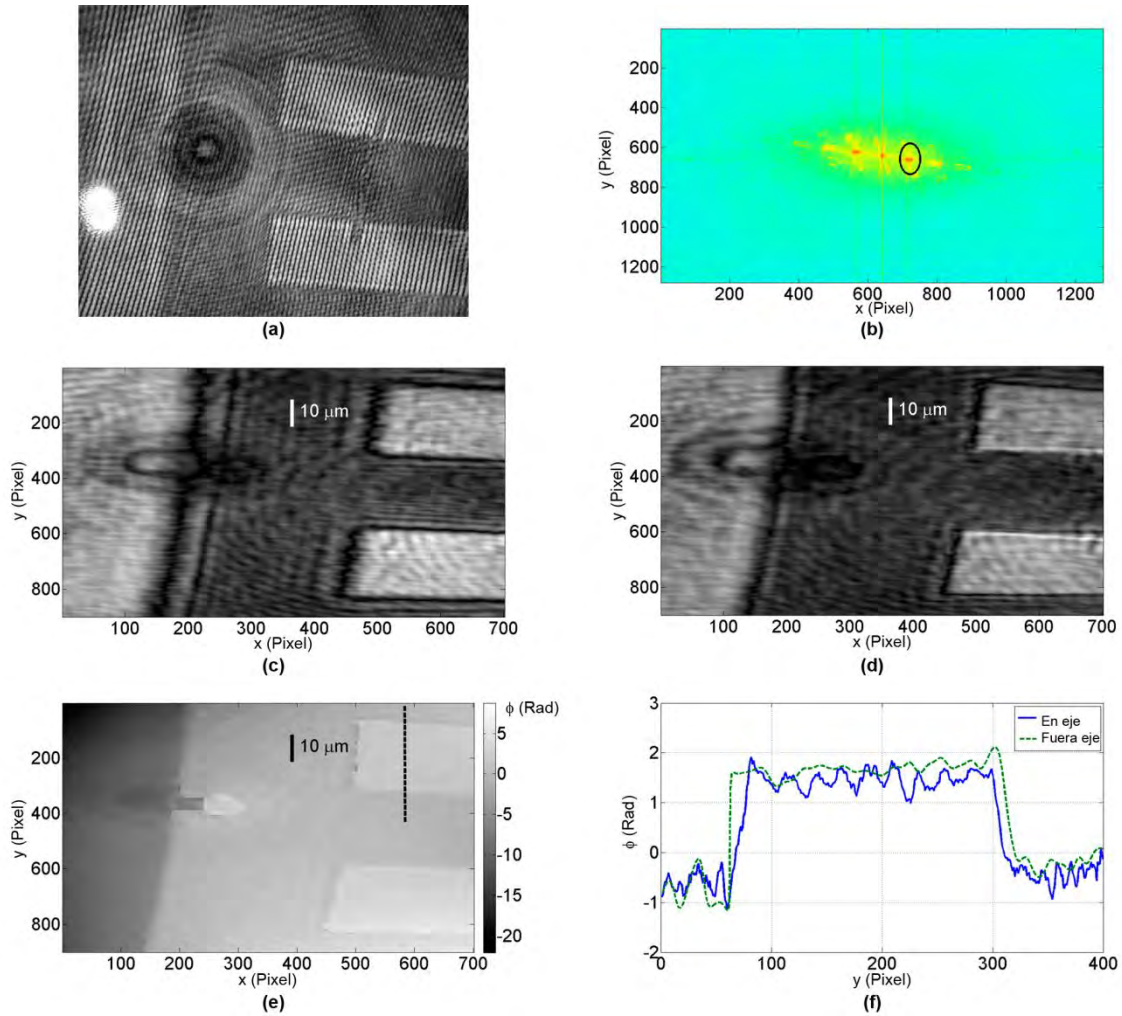 (a)
y (Pixel)
200
400
600
800
1000
1200
200 400 600 800 1000 1200
x (Pixel)
(b)
y (Pixel)
200
400
600
800
10 μm
100 200 300 400 500 600 700
x (Pixel)
(c)
y (Pixel)
200
400
600
800
10 μm
100 200 300 400 500 600 700
x (Pixel)
(d)
y (Pixel)
200
400
600
800
10 μm
100 200 300 400 500 600 700
x (Pixel)
ϕ (Rad)
5
0
-5
-10
-15
-20
(e)
ϕ (Rad)
3
2
1
0
-1
-2
En eje
Fuera eje
0 100 200 300 400
y (Pixel)
(f)